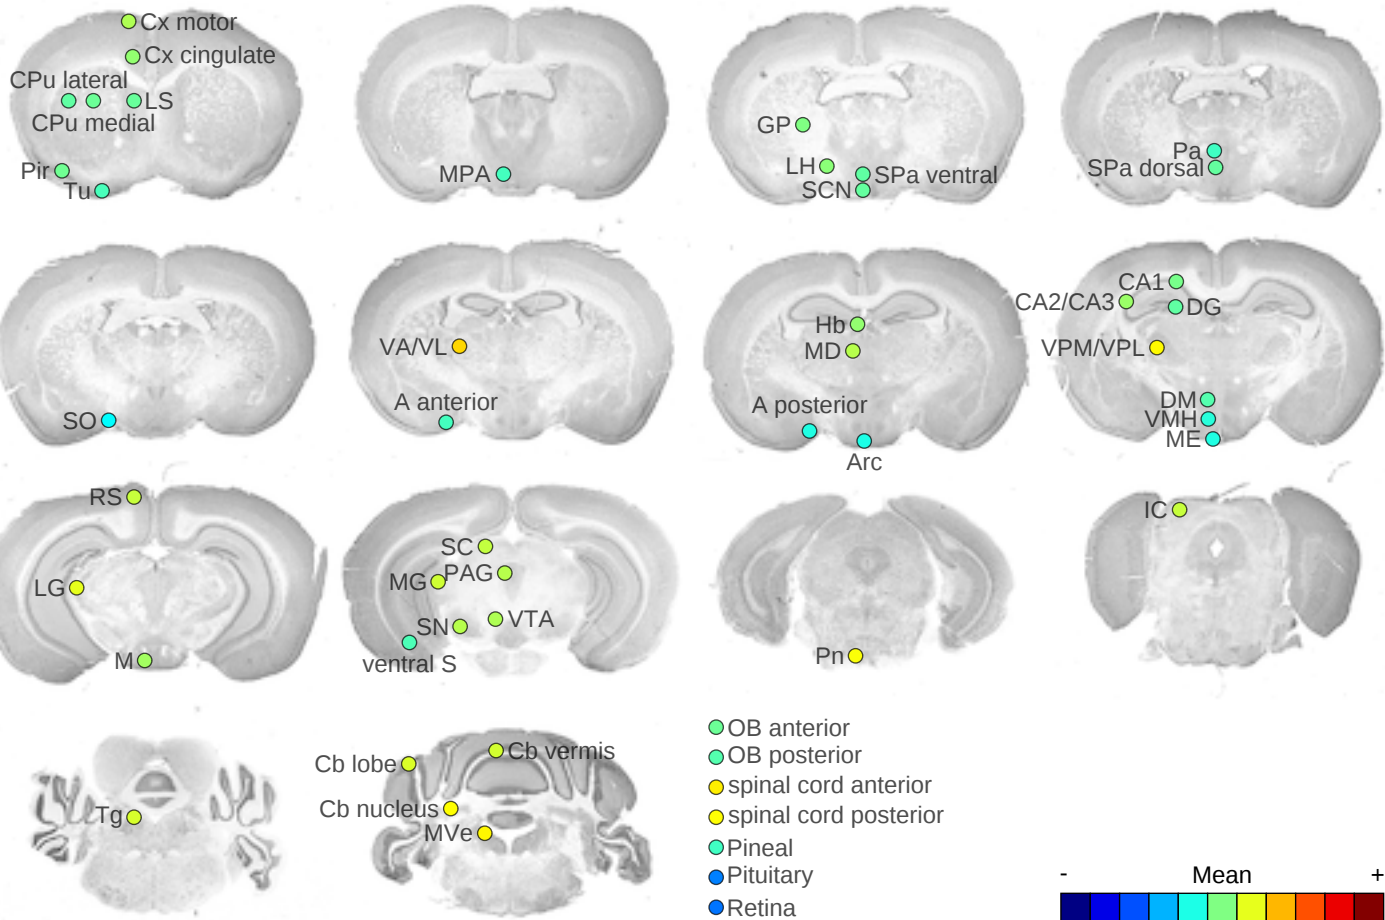 Cx motor
Cx cingulate
CPu lateral
LS
CPu medial
Pir
Tu
MPA
GP
LH
SPa ventral
SCN
Pa
SPa dorsal
SO
VA/VL
A anterior
Hb
MD
A posterior
Arc
CA1
CA2/CA3
DG
VPM/VPL
DM
VMH
ME
RS
LG
M
SC
PAG
MG
VTA
SN
ventral S
Pn
IC
Tg
Cb vermis
Cb lobe
Cb nucleus
MVe
OB anterior
OB posterior
spinal cord anterior
spinal cord posterior
Pineal
Pituitary
Retina
- Mean +